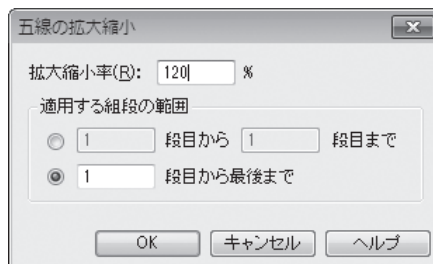 五線の拡大縮小
拡大縮小率(R): 120 %
適用する組段の範囲
1 段目から 1 段目まで
1 段目から最後まで
OK キャンセル ヘルプ